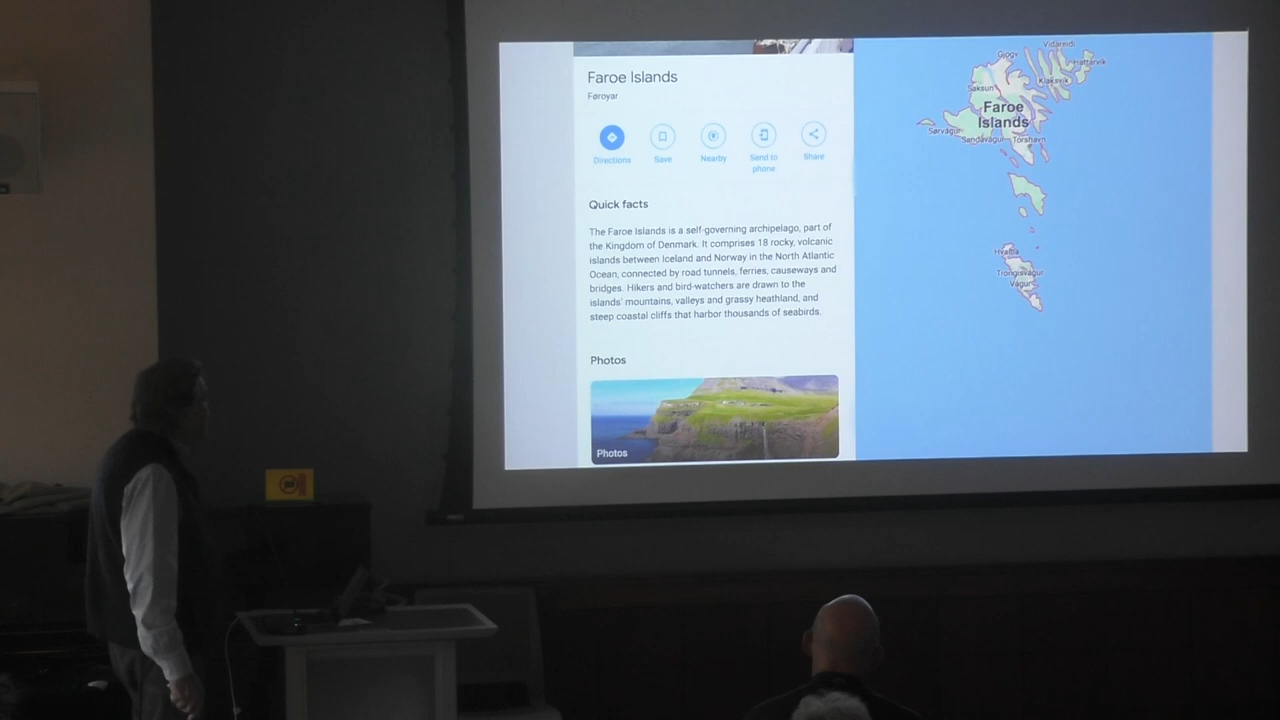 Faroe Islands
Føroyar
Directions
Save
Nearby
Send to
phone
Share
Quick facts
The Faroe Islands is a self-governing archipelago, part of
the Kingdom of Denmark. It comprises 18 rocky, volcanic
islands between Iceland and Norway in the North Atlantic
Ocean, connected by road tunnels, ferries, causeways and
bridges. Hikers and bird-watchers are drawn to the
islands' mountains, valleys and grassy heathland, and
steep coastal cliffs that harbor thousands of seabirds.
Photos
Photos
Viðareiði
Gjógv
Hattarvík
Klaksvík
Saksun
Faroe
Islands
Sørvágur
Sandavágur
Tórshavn
Hvalba
Trongisvágur
Vágur